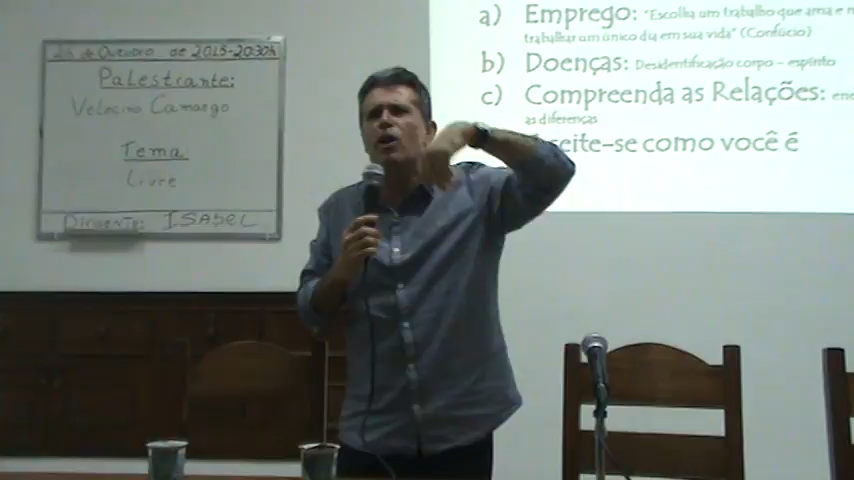 de Outubro de 2015-20:30h
Palestrante:
Camargo
Tema
Livre
Dirigente: ISABEL
a) Emprego: "Escolha um trabalho que ama e n
trabalhar um único dia em sua vida" (Confúcio)
b) Doenças: Desidentificação corpo – espírito
c) Compreenda as Relações: en
as diferenças
ceite-se como você é